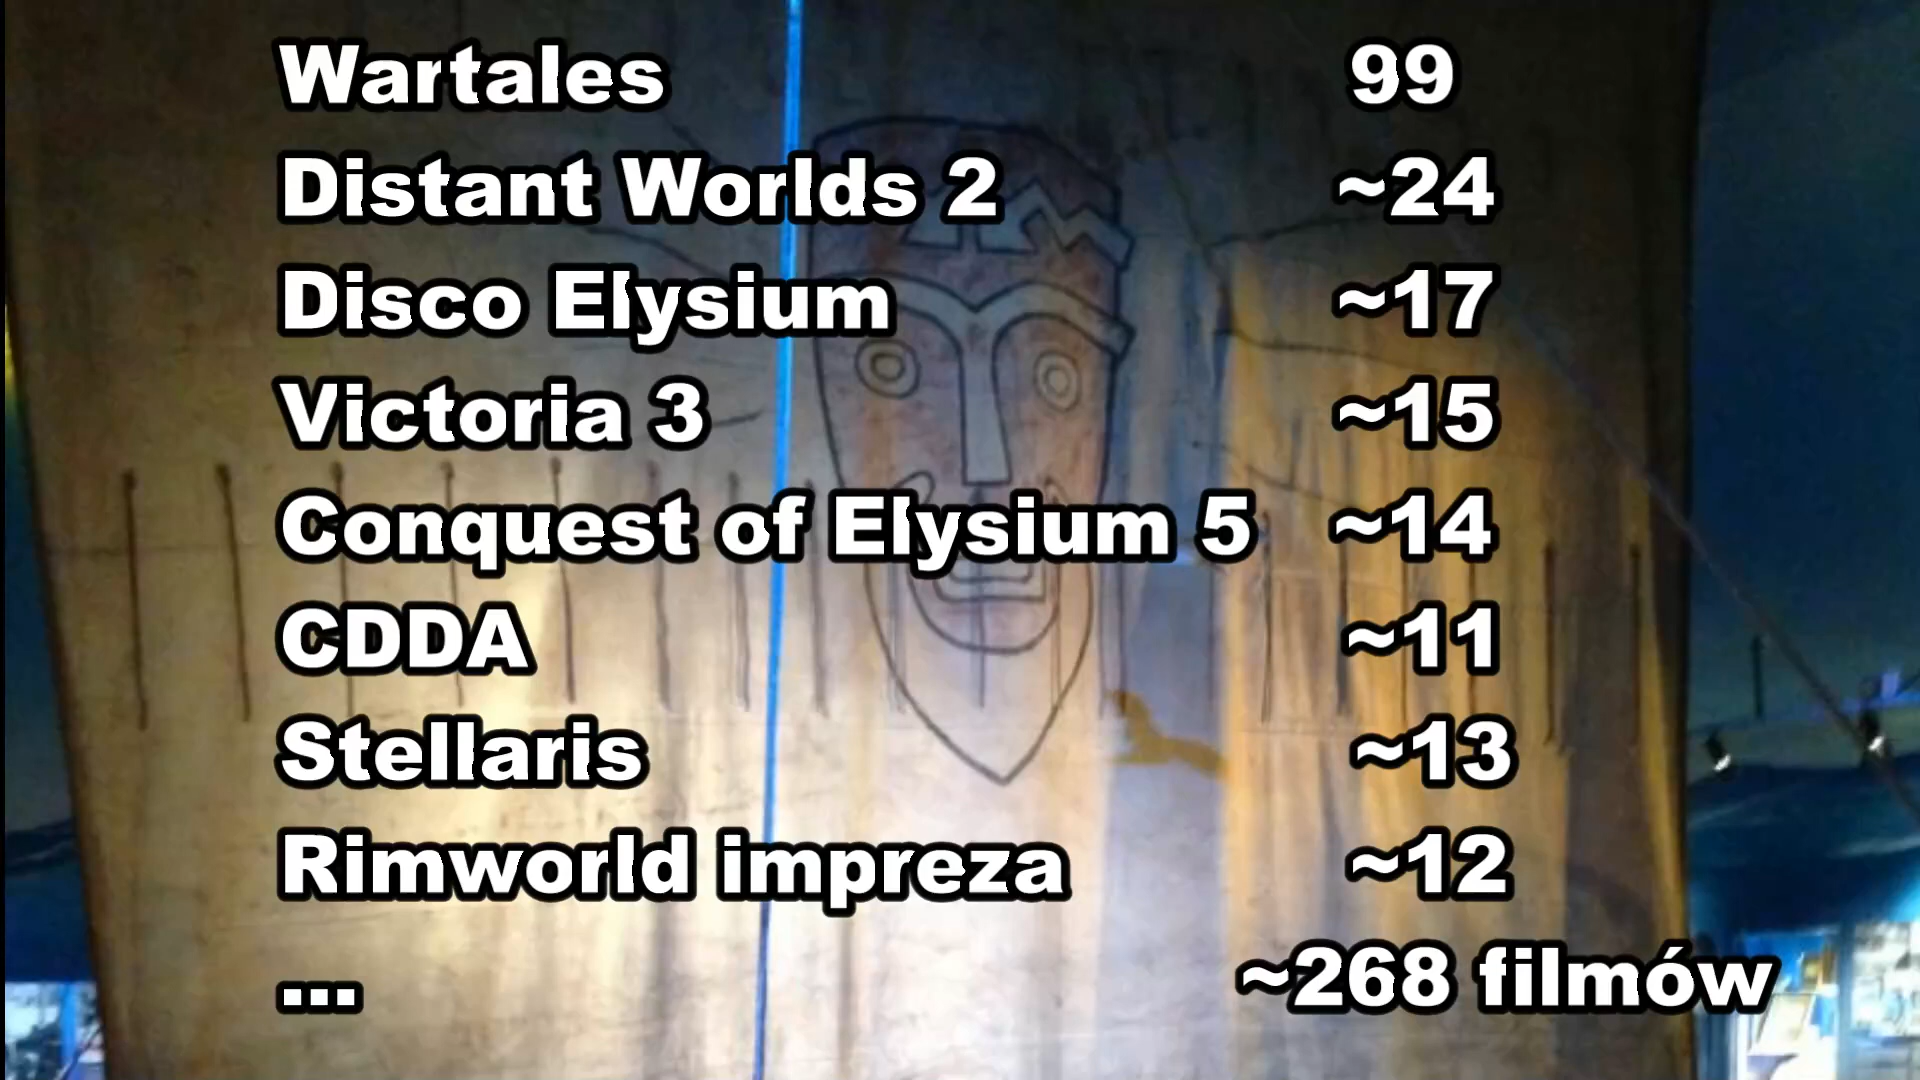 Wartales 99
Distant Worlds 2 ~24
Disco Elysium ~17
Victoria 3 ~15
Conquest of Elysium 5 ~14
CDDA ~11
Stellaris ~13
Rimworld impreza ~12
... ~268 filmów